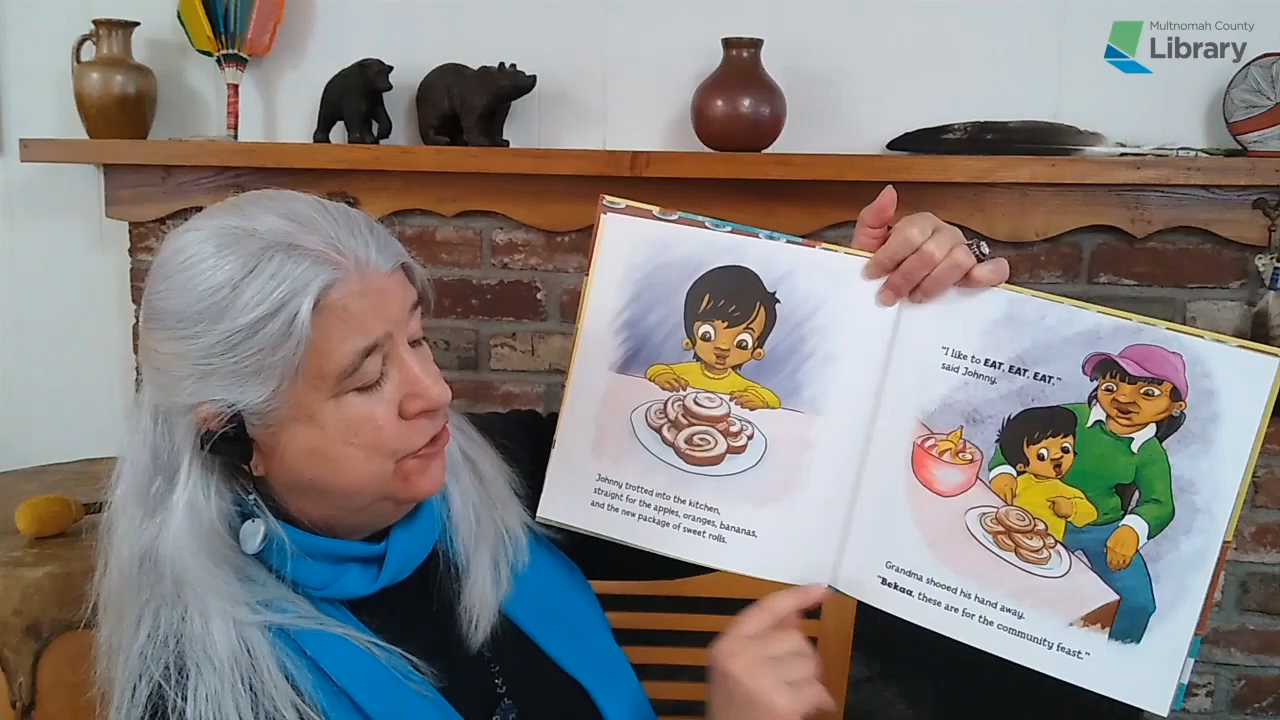 Multnomah County
Library
Johnny trotted into the kitchen,
straight for the apples, oranges, bananas,
and the new package of sweet rolls.
"I like to EAT, EAT, EAT,"
said Johnny.
Grandma shooed his hand away.
"Bekaa, these are for the community feast."